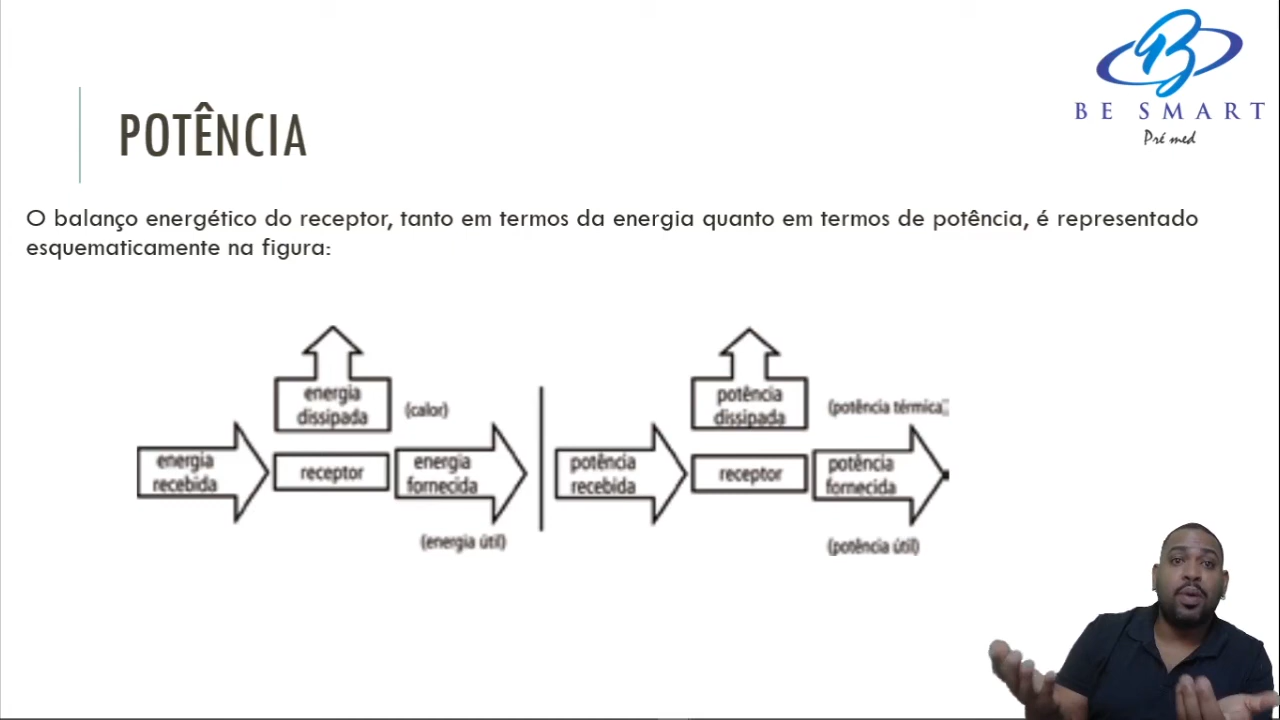 BE SMART
Pré med
POTÊNCIA
O balanço energético do receptor, tanto em termos da energia quanto em termos de potência, é representado
esquematicamente na figura:
energia
dissipada
(calor)
energia
recebida
receptor
energia
fornecida
(energia útil)
potência
dissipada
(potência térmica)
potência
recebida
receptor
potência
fornecida
(potência útil)